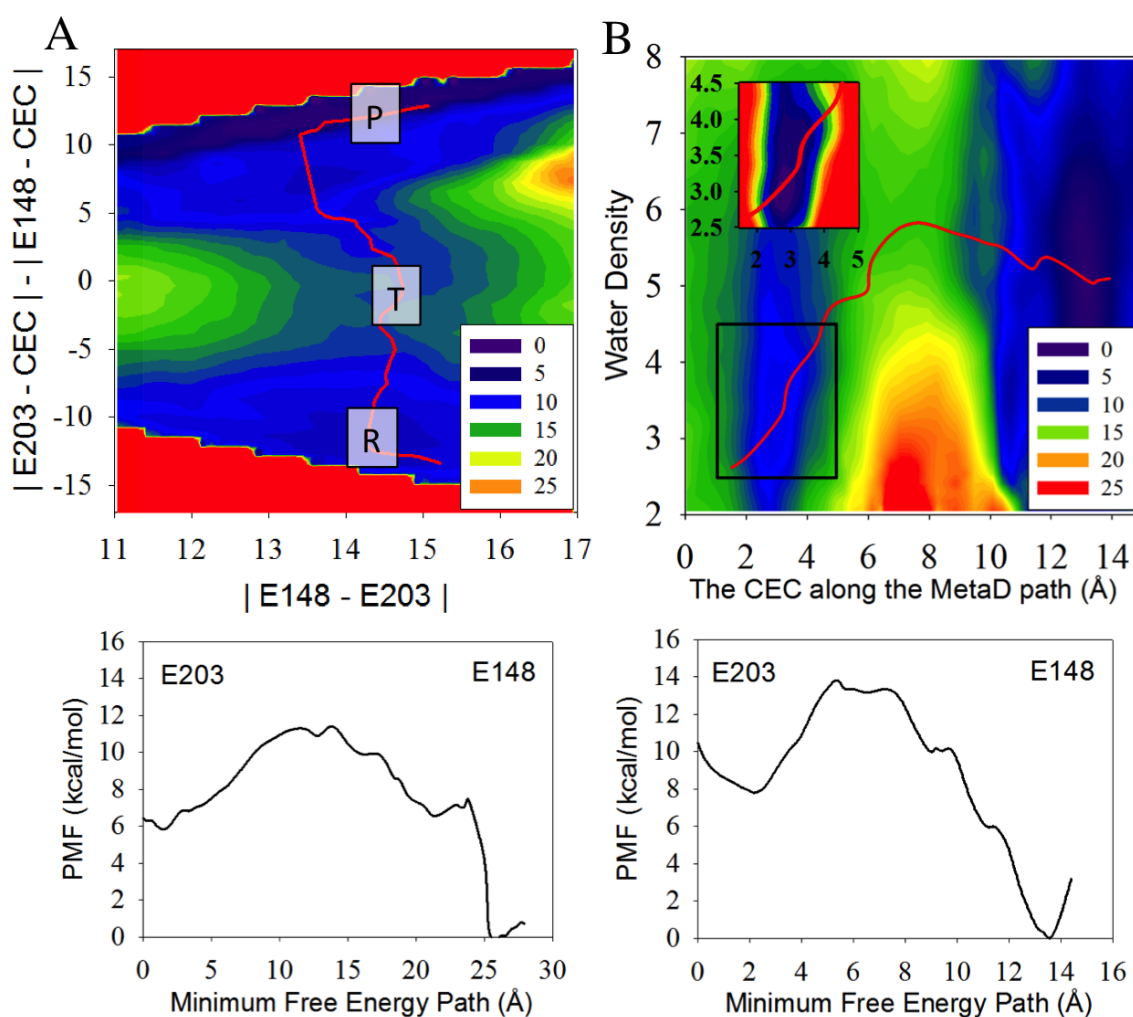 A
| E203 - CEC | - | E148 - CEC |
15
10
5
0
-5
-10
-15
P
T
R
0
5
10
15
20
25
11 12 13 14 15 16 17
| E148 - E203 |
B
Water Density
8
7
6
5
4
3
2
4.5
4.0
3.5
3.0
2.5
2 3 4 5
0
5
10
15
20
25
0 2 4 6 8 10 12 14
The CEC along the MetaD path (Å)
PMF (kcal/mol)
16
14
12
10
8
6
4
2
0
E203 E148
0 5 10 15 20 25 30
Minimum Free Energy Path (Å)
PMF (kcal/mol)
16
14
12
10
8
6
4
2
0
E203 E148
0 2 4 6 8 10 12 14 16
Minimum Free Energy Path (Å)